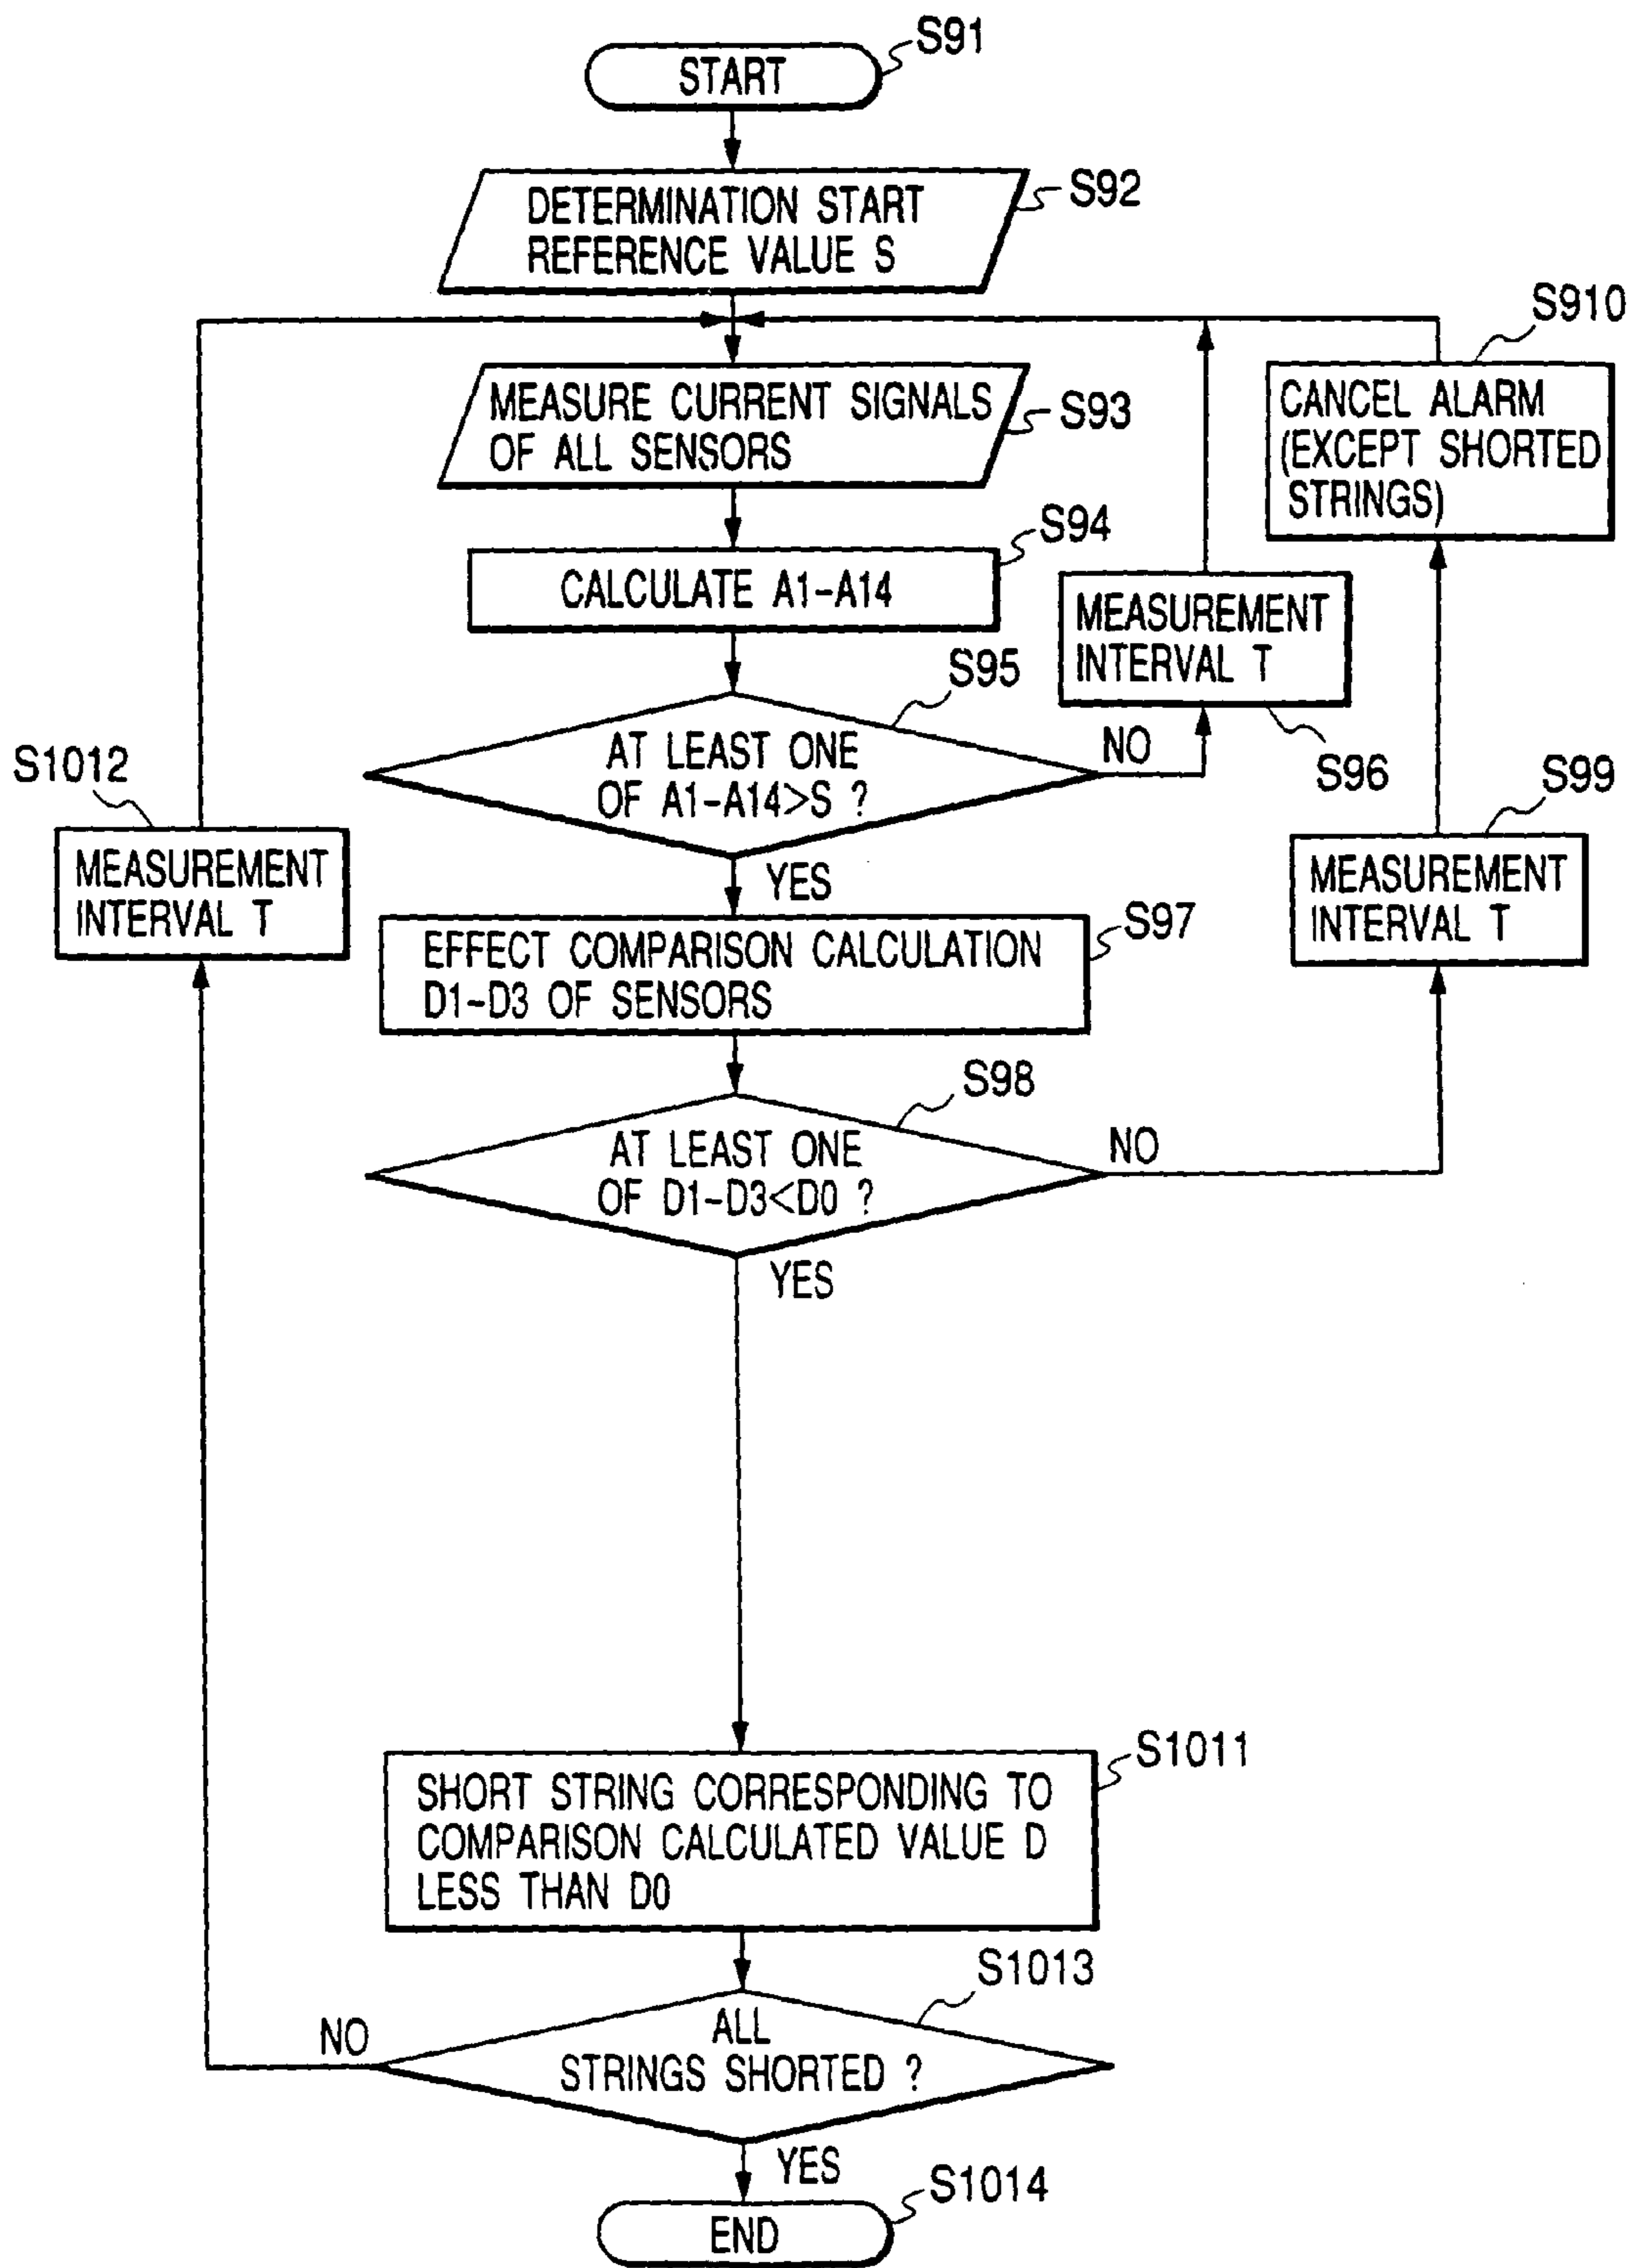 START
S91
DETERMINATION START
REFERENCE VALUE S
S92
MEASURE CURRENT SIGNALS
OF ALL SENSORS
S93
S910
CANCEL ALARM
(EXCEPT SHORTED
STRINGS)
CALCULATE A1-A14
S94
MEASUREMENT
INTERVAL T
S96
AT LEAST ONE
OF A1-A14>S ?
S95
NO
YES
S1012
MEASUREMENT
INTERVAL T
S99
MEASUREMENT
INTERVAL T
EFFECT COMPARISON CALCULATION
D1-D3 OF SENSORS
S97
AT LEAST ONE
OF D1-D3<D0 ?
S98
NO
YES
SHORT STRING CORRESPONDING TO
COMPARISON CALCULATED VALUE D
LESS THAN D0
S1011
ALL
STRINGS SHORTED ?
S1013
NO
YES
END
S1014